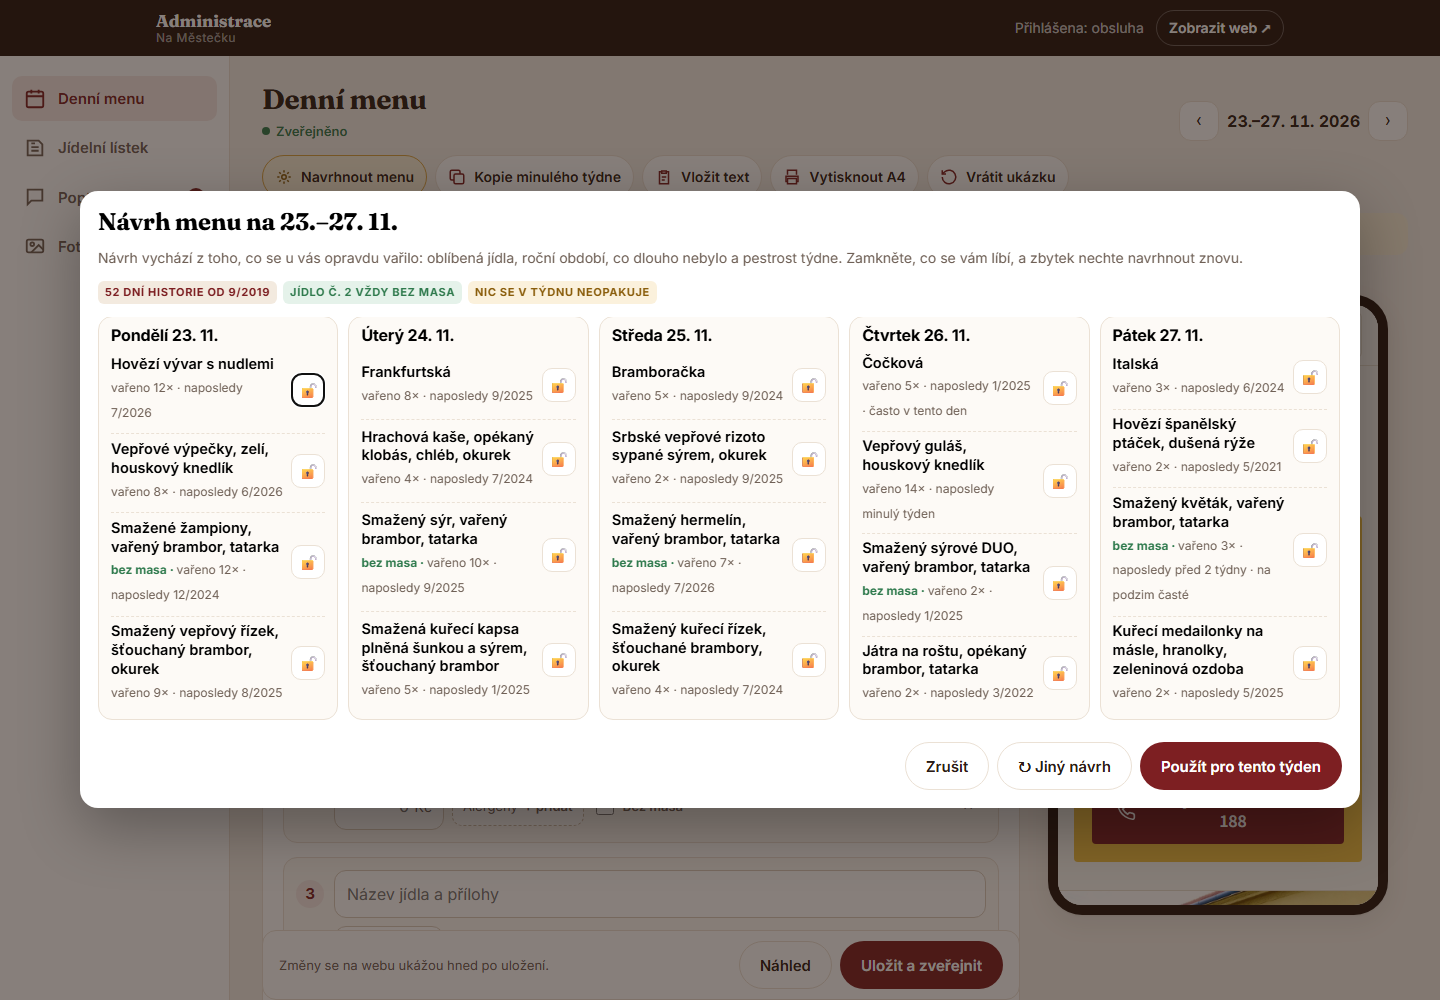 Administrace
Na Městečku
Přihlášena: obsluha
Zobrazit web ↗
Denní menu
Jídelní lístek
Pop
Fot
Denní menu
Zveřejněno
‹ 23.–27. 11. 2026 ›
Navrhnout menu
Kopie minulého týdne
Vložit text
Vytisknout A4
Vrátit ukázku
Návrh menu na 23.–27. 11.
Návrh vychází z toho, co se u vás opravdu vařilo: oblíbená jídla, roční období, co dlouho nebylo a pestrost týdne. Zamkněte, co se vám líbí, a zbytek nechte navrhnout znovu.
52 DNÍ HISTORIE OD 9/2019
JÍDLO Č. 2 VŽDY BEZ MASA
NIC SE V TÝDNU NEOPAKUJE
Pondělí 23. 11.
Hovězí vývar s nudlemi
vařeno 12× · naposledy
7/2026
Vepřové výpečky, zelí,
houskový knedlík
vařeno 8× · naposledy 6/2026
Smažené žampiony,
vařený brambor, tatarka
bez masa · vařeno 12× ·
naposledy 12/2024
Smažený vepřový řízek,
šťouchaný brambor,
okurek
vařeno 9× · naposledy 8/2025
Úterý 24. 11.
Frankfurtská
vařeno 8× · naposledy 9/2025
Hrachová kaše, opékaný
klobás, chléb, okurek
vařeno 4× · naposledy 7/2024
Smažený sýr, vařený
brambor, tatarka
bez masa · vařeno 10× ·
naposledy 9/2025
Smažená kuřecí kapsa
plněná šunkou a sýrem,
šťouchaný brambor
vařeno 5× · naposledy 1/2025
Středa 25. 11.
Bramboračka
vařeno 5× · naposledy 9/2024
Srbské vepřové rizoto
sypané sýrem, okurek
vařeno 2× · naposledy 9/2025
Smažený hermelín,
vařený brambor, tatarka
bez masa · vařeno 7× ·
naposledy 7/2026
Smažený kuřecí řízek,
šťouchané brambory,
okurek
vařeno 4× · naposledy 7/2024
Čtvrtek 26. 11.
Čočková
vařeno 5× · naposledy 1/2025
· často v tento den
Vepřový guláš,
houskový knedlík
vařeno 14× · naposledy
minulý týden
Smažený sýrové DUO,
vařený brambor, tatarka
bez masa · vařeno 2× ·
naposledy 1/2025
Játra na roštu, opékaný
brambor, tatarka
vařeno 2× · naposledy 3/2022
Pátek 27. 11.
Italská
vařeno 3× · naposledy 6/2024
Hovězí španělský
ptáček, dušená rýže
vařeno 2× · naposledy 5/2021
Smažený květák, vařený
brambor, tatarka
bez masa · vařeno 3× ·
naposledy před 2 týdny · na
podzim časté
Kuřecí medailonky na
másle, hranolky,
zeleninová ozdoba
vařeno 2× · naposledy 5/2025
Zrušit
↻ Jiný návrh
Použít pro tento týden
188
3
Název jídla a přílohy
Změny se na webu ukážou hned po uložení.
Náhled
Uložit a zveřejnit